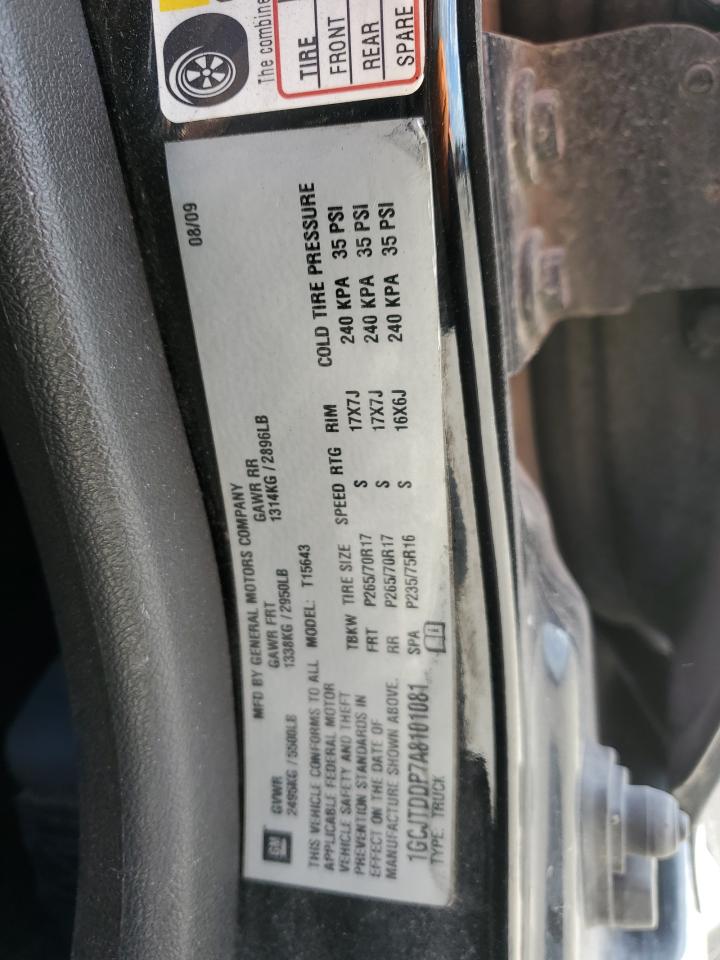 The combine
TIRE
FRONT
REAR
SPARE
08/09
MFD BY GENERAL MOTORS COMPANY
GVWR GAWR FRT GAWR RR
2495KG / 5500LB 1338KG / 2950LB 1314KG / 2896LB
GM
THIS VEHICLE CONFORMS TO ALL
APPLICABLE FEDERAL MOTOR
VEHICLE SAFETY AND THEFT
PREVENTION STANDARDS IN
EFFECT ON THE DATE OF
MANUFACTURE SHOWN ABOVE.
1GCJTDDP7A8101081
TYPE: TRUCK
MODEL: T15643
COLD TIRE PRESSURE
TBKW TIRE SIZE SPEED RTG RIM
FRT P265/70R17 S 17X7J 240 KPA 35 PSI
RR P265/70R17 S 17X7J 240 KPA 35 PSI
SPA P235/75R16 S 16X6J 240 KPA 35 PSI